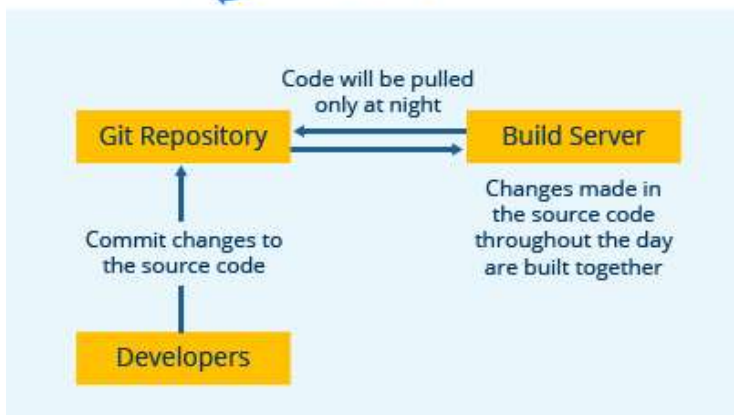 Code will be pulled
only at night
Git Repository
Build Server
Changes made in
the source code
throughout the day
are built together
Commit changes to
the source code
Developers